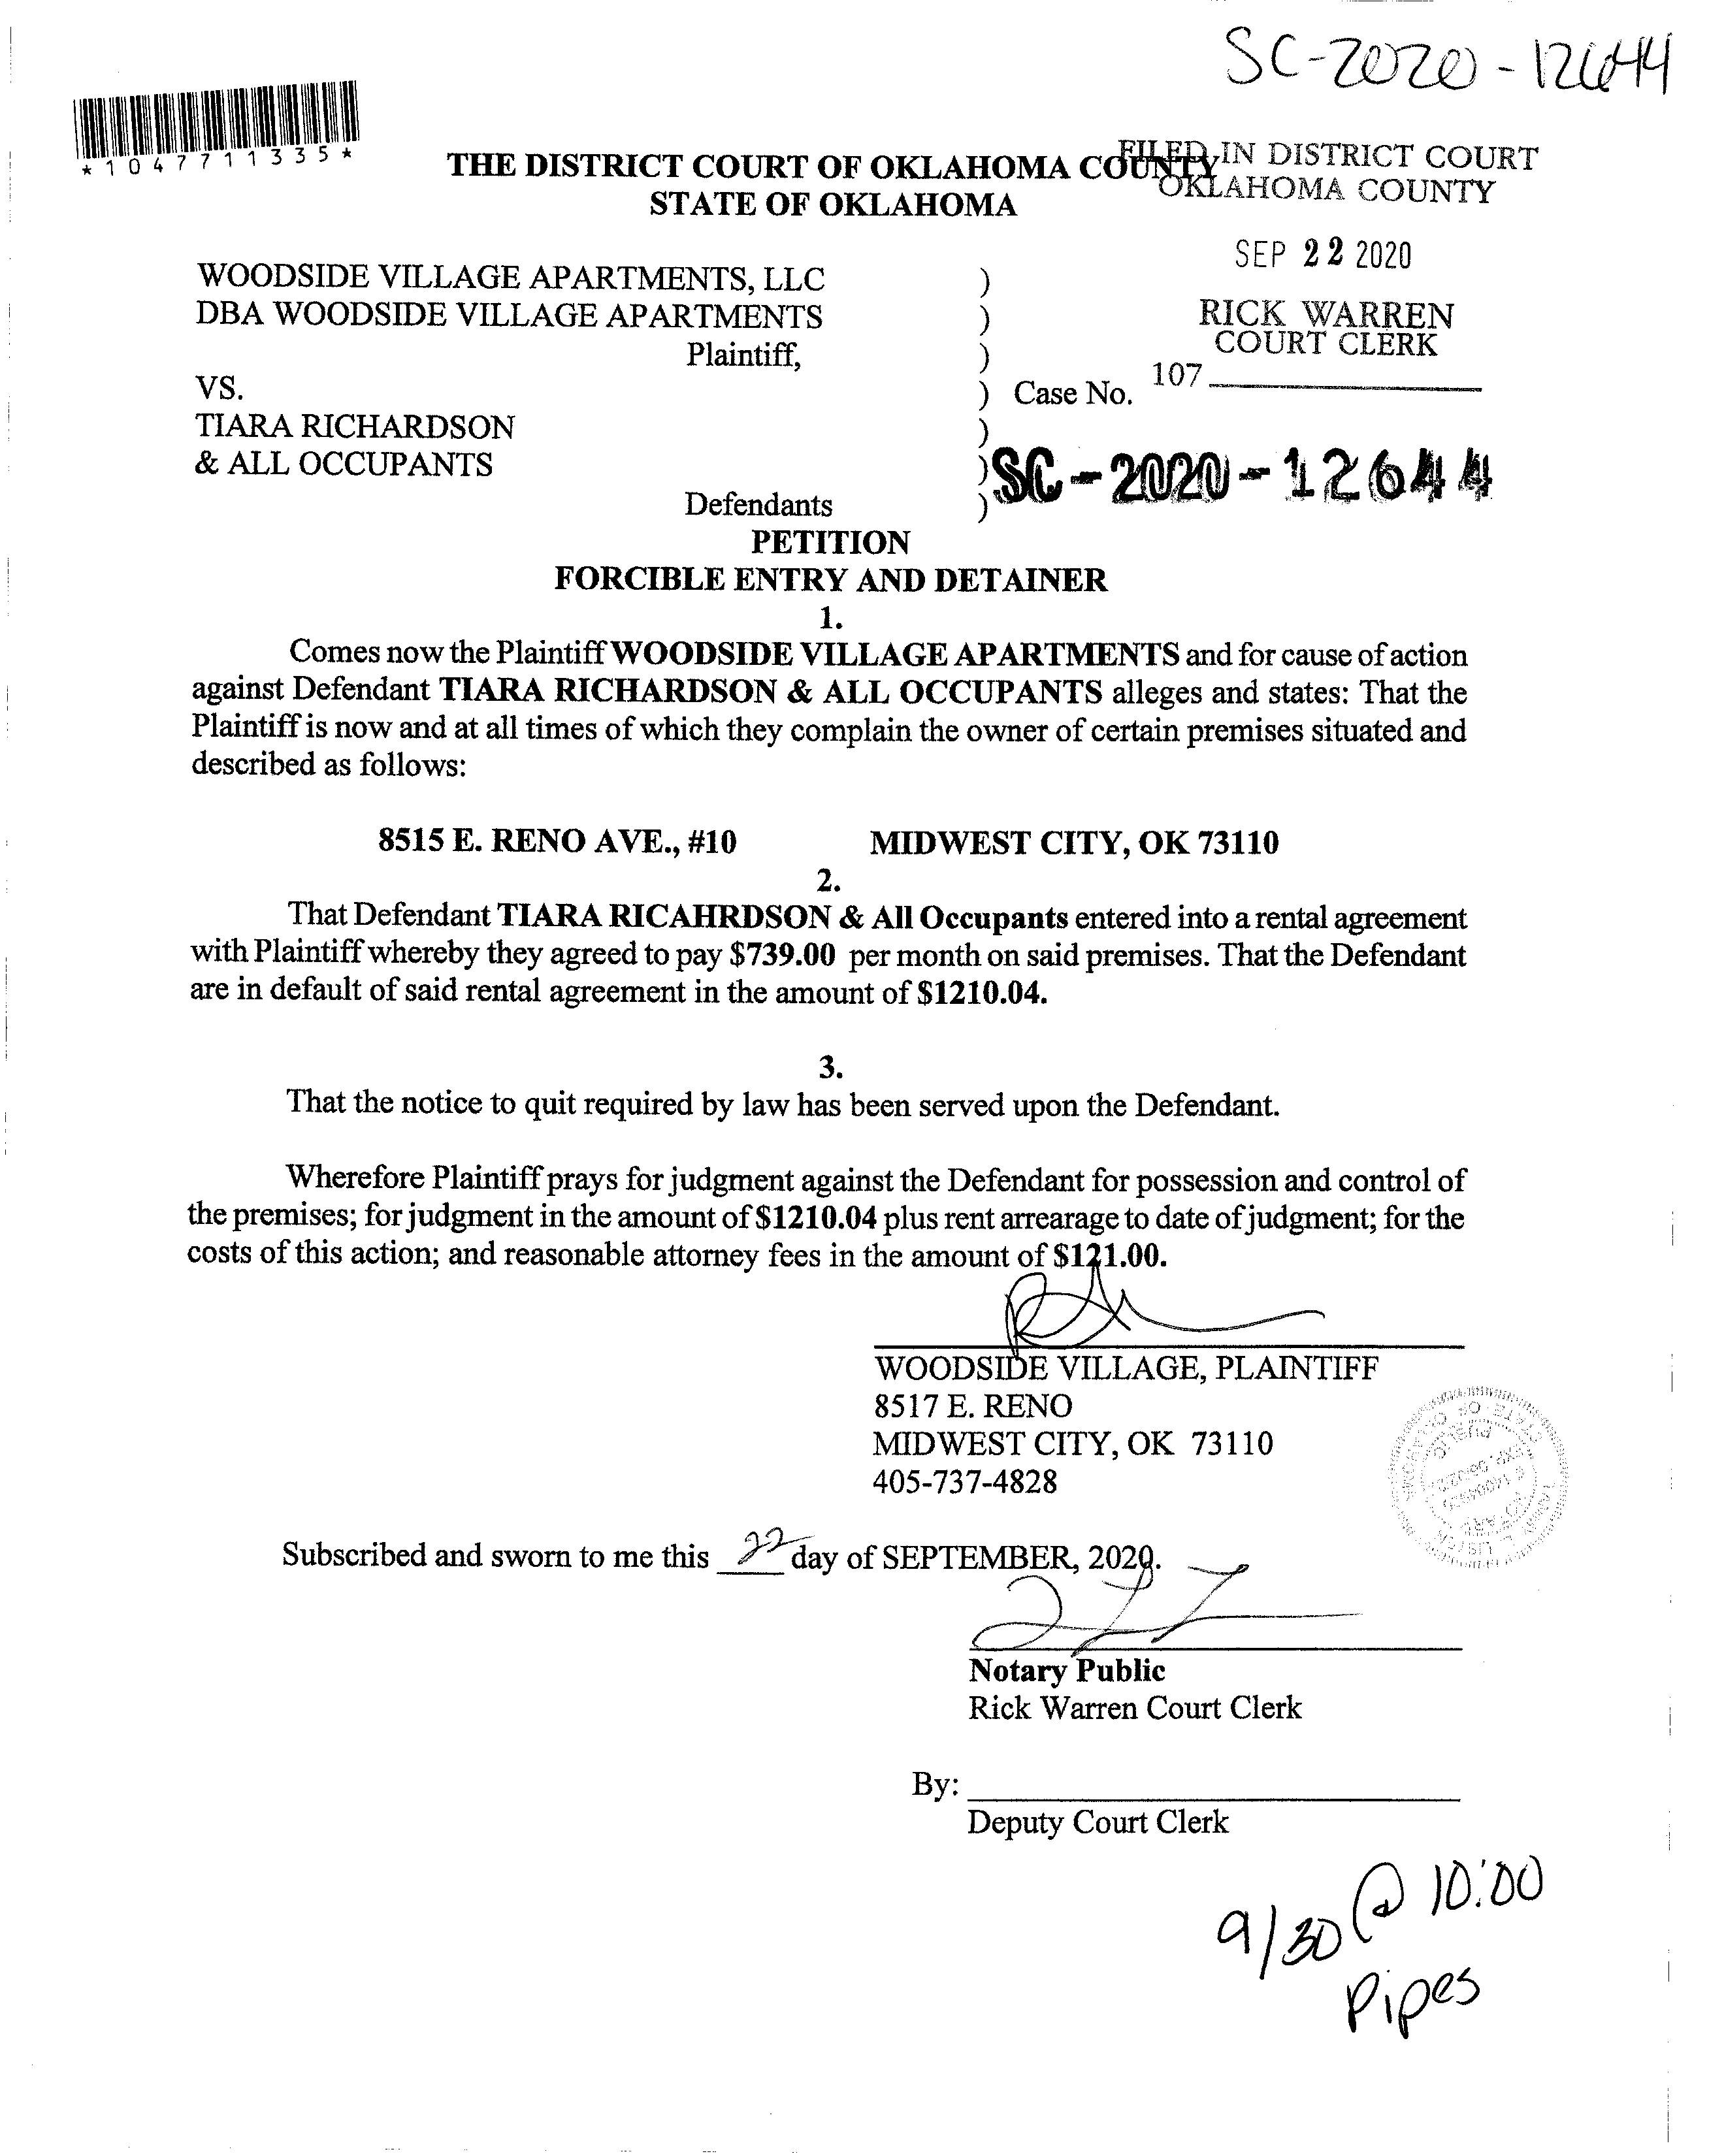 SC-2020-12644
*1047711335*
THE DISTRICT COURT OF OKLAHOMA COUNTY
STATE OF OKLAHOMA
FILED IN DISTRICT COURT
OKLAHOMA COUNTY
SEP 22 2020
RICK WARREN
COURT CLERK
107
WOODSIDE VILLAGE APARTMENTS, LLC )
DBA WOODSIDE VILLAGE APARTMENTS )
Plaintiff, )
VS. ) Case No.
TIARA RICHARDSON )
& ALL OCCUPANTS ) SC-2020-12644
Defendants )
PETITION
FORCIBLE ENTRY AND DETAINER
1.
Comes now the Plaintiff WOODSIDE VILLAGE APARTMENTS and for cause of action
against Defendant TIARA RICHARDSON & ALL OCCUPANTS alleges and states: That the
Plaintiff is now and at all times of which they complain the owner of certain premises situated and
described as follows:
8515 E. RENO AVE., #10 MIDWEST CITY, OK 73110
2.
That Defendant TIARA RICAHRDSON & All Occupants entered into a rental agreement
with Plaintiff whereby they agreed to pay $739.00 per month on said premises. That the Defendant
are in default of said rental agreement in the amount of $1210.04.
3.
That the notice to quit required by law has been served upon the Defendant.
Wherefore Plaintiff prays for judgment against the Defendant for possession and control of
the premises; for judgment in the amount of $1210.04 plus rent arrearage to date of judgment; for the
costs of this action; and reasonable attorney fees in the amount of $121.00.
WOODSIDE VILLAGE, PLAINTIFF
8517 E. RENO
MIDWEST CITY, OK 73110
405-737-4828
Subscribed and sworn to me this 22 day of SEPTEMBER, 2020.
Notary Public
Rick Warren Court Clerk
By:
Deputy Court Clerk
9/30 @ 10:00
Pipes